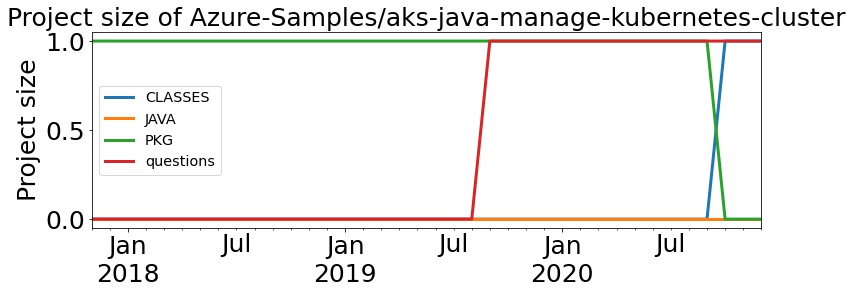 Project size of Azure-Samples/aks-java-manage-kubernetes-cluster
Project size
1.0
0.5
0.0
CLASSES
JAVA
PKG
questions
Jan Jul Jan Jul Jan Jul
2018 2019 2020